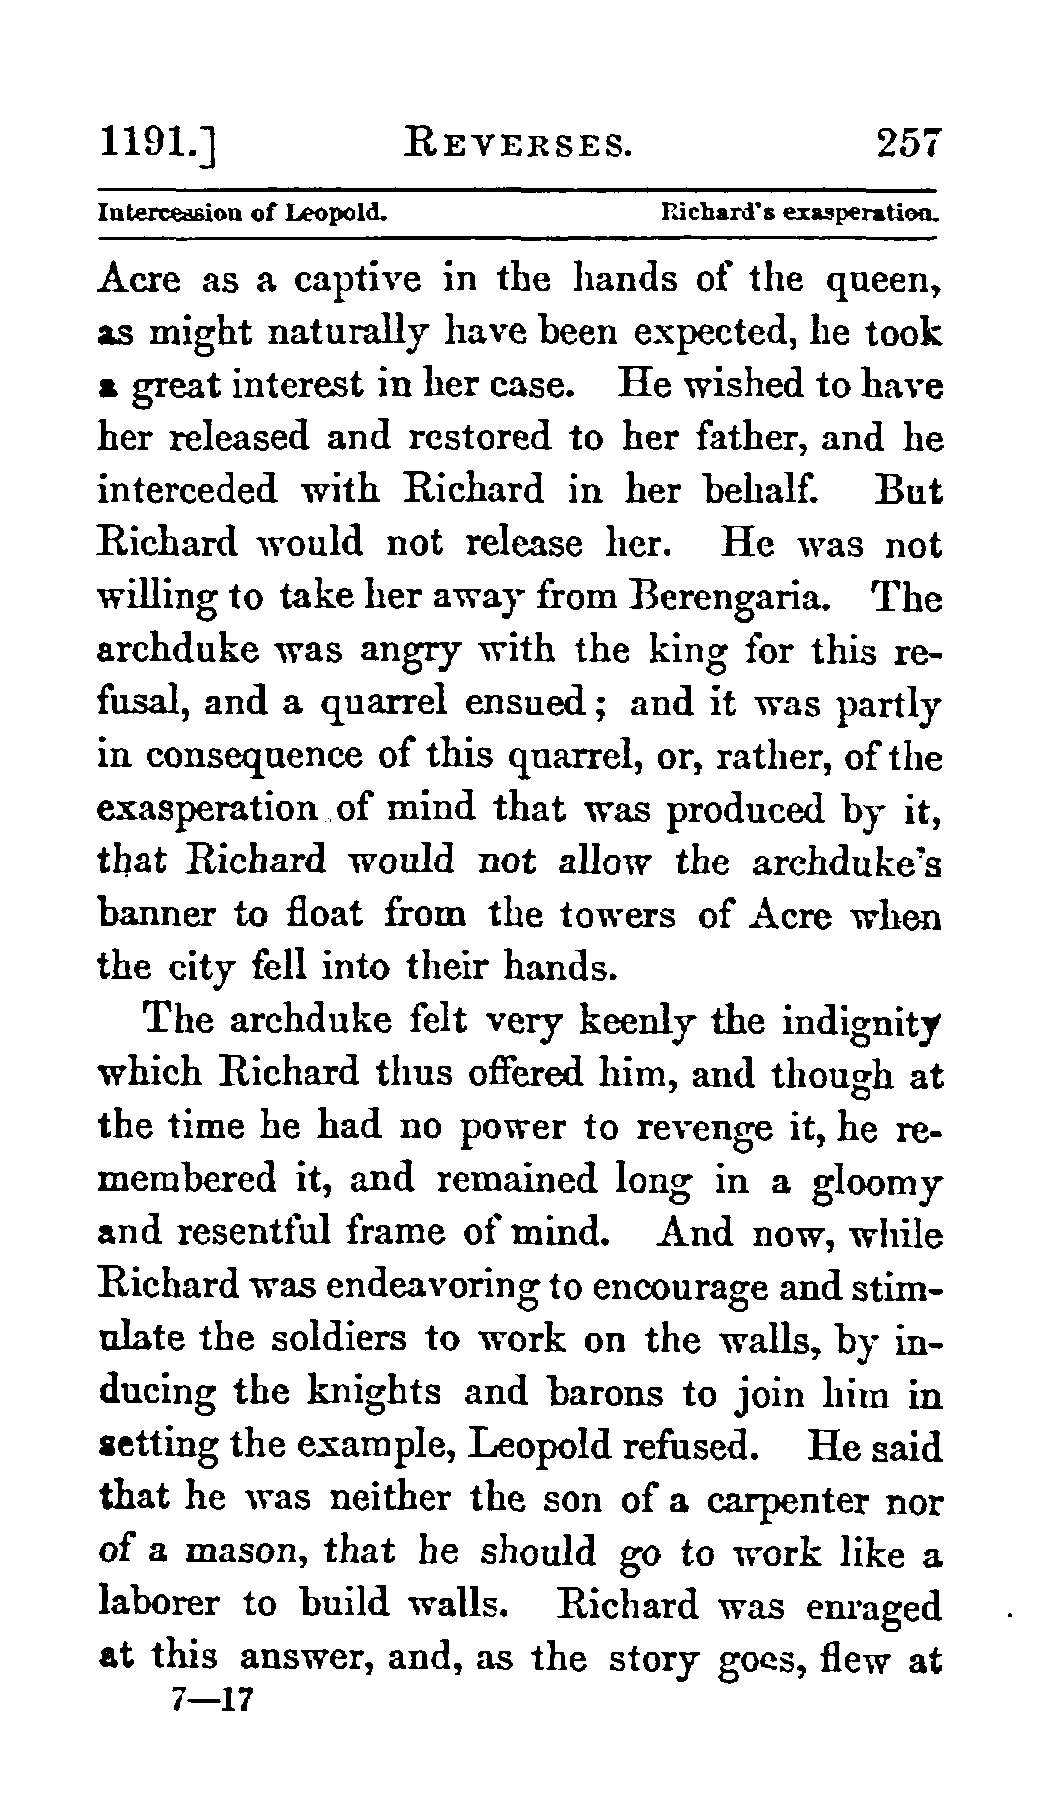 1191.] REVERSES. 257
Intercession of Leopold. Richard's exasperation.
Acre as a captive in the hands of the queen,
as might naturally have been expected, he took
a great interest in her case. He wished to have
her released and restored to her father, and he
interceded with Richard in her behalf. But
Richard would not release her. He was not
willing to take her away from Berengaria. The
archduke was angry with the king for this re-
fusal, and a quarrel ensued; and it was partly
in consequence of this quarrel, or, rather, of the
exasperation of mind that was produced by it,
that Richard would not allow the archduke's
banner to float from the towers of Acre when
the city fell into their hands.
The archduke felt very keenly the indignity
which Richard thus offered him, and though at
the time he had no power to revenge it, he re-
membered it, and remained long in a gloomy
and resentful frame of mind. And now, while
Richard was endeavoring to encourage and stim-
ulate the soldiers to work on the walls, by in-
ducing the knights and barons to join him in
setting the example, Leopold refused. He said
that he was neither the son of a carpenter nor
of a mason, that he should go to work like a
laborer to build walls. Richard was enraged
at this answer, and, as the story goes, flew at
7—17